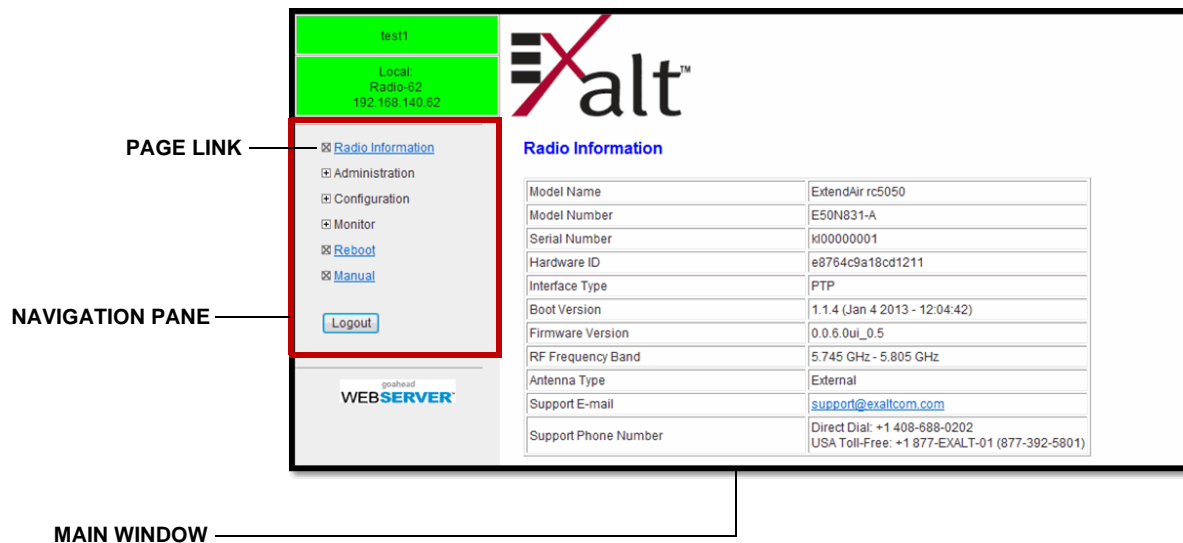 test1
Local:
Radio-62
192.168.140.62
EXalt™
PAGE LINK
Radio Information
Administration
Configuration
Monitor
Reboot
Manual
NAVIGATION PANE
Logout
goahead
WEBSERVER
Radio Information
Model Name ExtendAir rc5050
Model Number E50N831-A
Serial Number kl00000001
Hardware ID e8764c9a18cd1211
Interface Type PTP
Boot Version 1.1.4 (Jan 4 2013 - 12:04:42)
Firmware Version 0.0.6.0ui_0.5
RF Frequency Band 5.745 GHz - 5.805 GHz
Antenna Type External
Support E-mail support@exaltcom.com
Support Phone Number Direct Dial: +1 408-688-0202
USA Toll-Free: +1 877-EXALT-01 (877-392-5801)
MAIN WINDOW